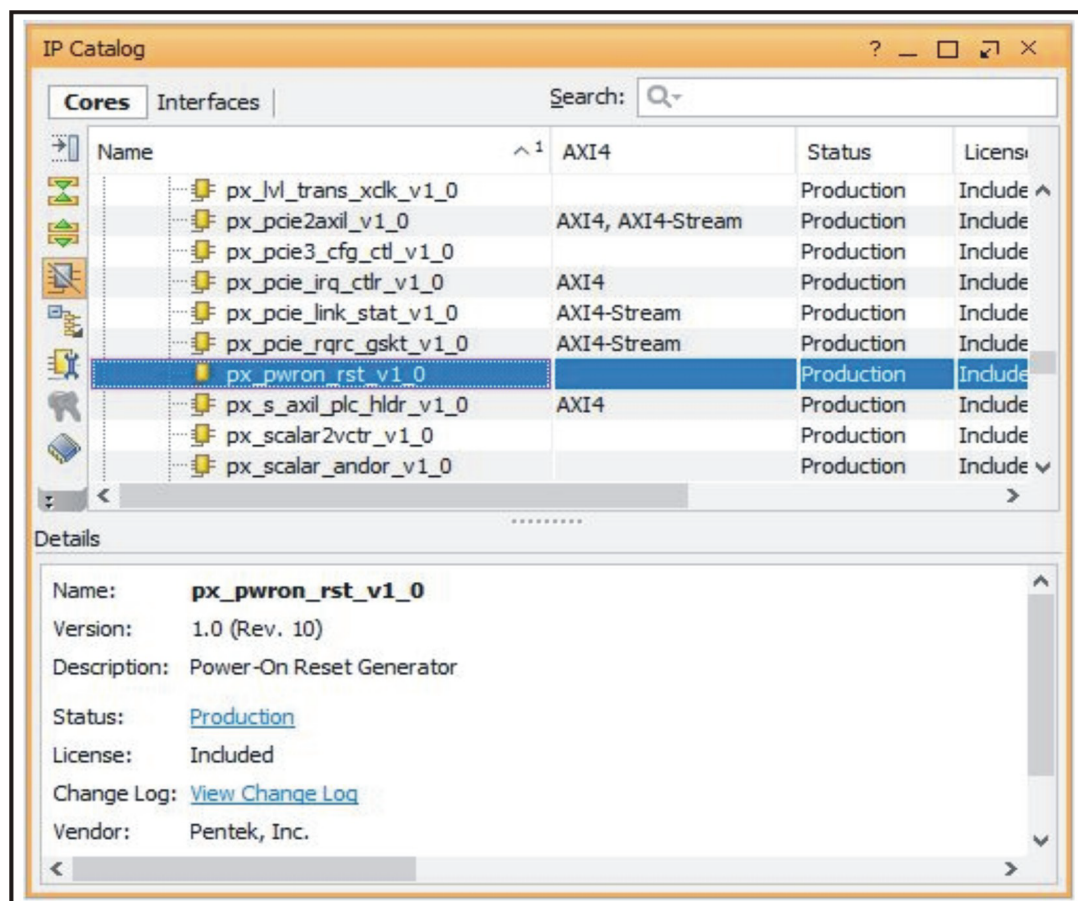 IP Catalog
Cores Interfaces Search:
Name 1 AXI4 Status
px_lvl_trans_xclk_v1_0 Production Include
px_pcie2axil_v1_0 AXI4, AXI4-Stream Production Include
px_pcie3_cfg_ctl_v1_0 Production Include
px_pcie_irq_ctlr_v1_0 AXI4 Production Include
px_pcie_link_stat_v1_0 AXI4-Stream Production Include
px_pcie_rqrc_gskt_v1_0 AXI4-Stream Production Include
px_pwron_rst_v1_0 Production Include
px_s_axil_plc_hldr_v1_0 AXI4 Production Include
px_scalar2vctr_v1_0 Production Include
px_scalar_andor_v1_0 Production Include
Details
Name: px_pwron_rst_v1_0
Version: 1.0 (Rev. 10)
Description: Power-On Reset Generator
Status: Production
License: Included
Change Log: View Change Log
Vendor: Pentek, Inc.